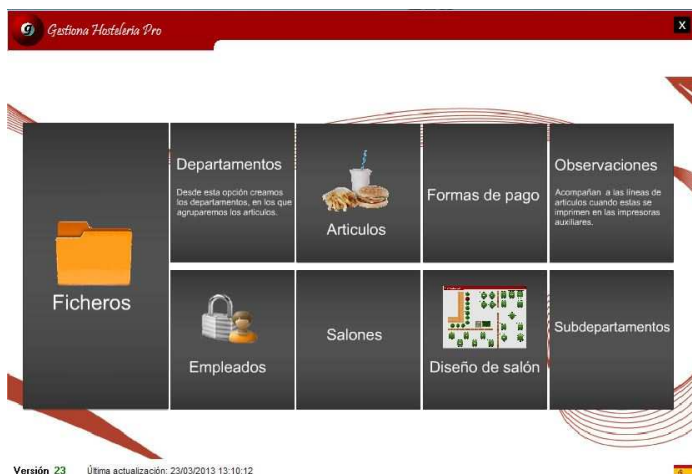 Gestiona Hostelería Pro
X
Ficheros
Departamentos
Desde esta opción creamos
los departamentos, en los que
agruparemos los articulos.
Articulos
Formas de pago
Observaciones
Acompañan a las líneas de
articulos cuando estas se
imprimen en las impresoras
auxiliares.
Empleados
Salones
Diseño de salón
Subdepartamentos
Versión 23 Última actualización: 23/03/2013 13:10:12